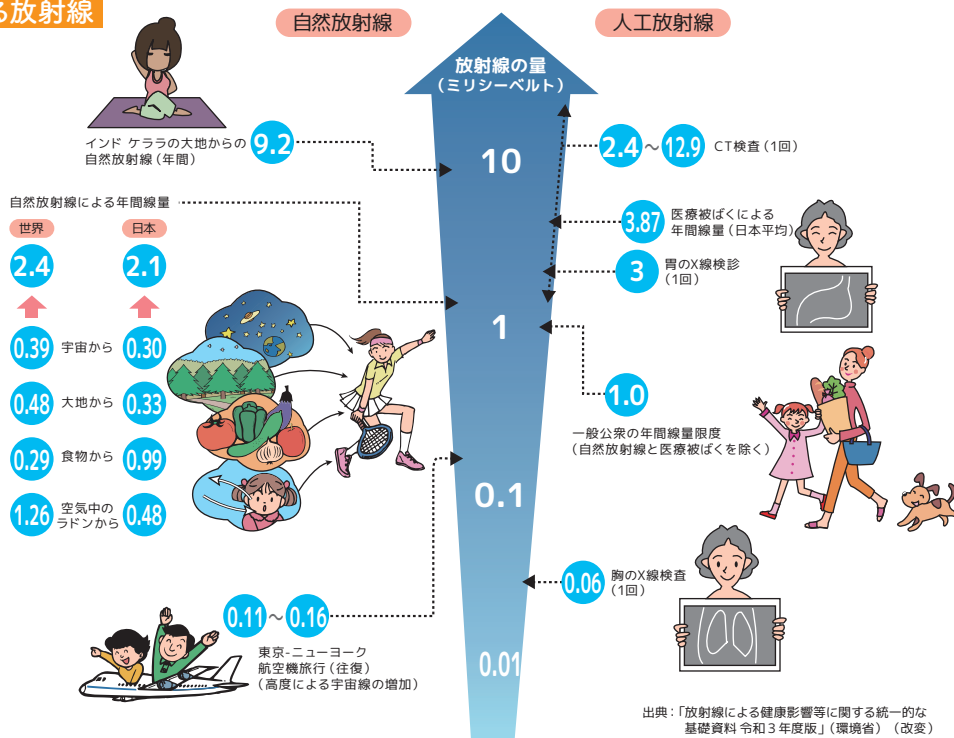 る放射線
自然放射線
人工放射線
放射線の量
（ミリシーベルト）
10
1
0.1
0.01
インド ケララの大地からの
自然放射線（年間）
9.2
自然放射線による年間線量
世界
日本
2.4
2.1
0.39 宇宙から 0.30
0.48 大地から 0.33
0.29 食物から 0.99
1.26 空気中の
ラドンから 0.48
0.11～0.16
東京-ニューヨーク
航空機旅行（往復）
（高度による宇宙線の増加）
2.4～12.9 CT検査（1回）
3.87 医療被ばくによる
年間線量（日本平均）
3 胃のX線検診
（1回）
1.0
一般公衆の年間線量限度
（自然放射線と医療被ばくを除く）
0.06 胸のX線検査
（1回）
出典：「放射線による健康影響等に関する統一的な
基礎資料 令和3年度版」（環境省）（改変）